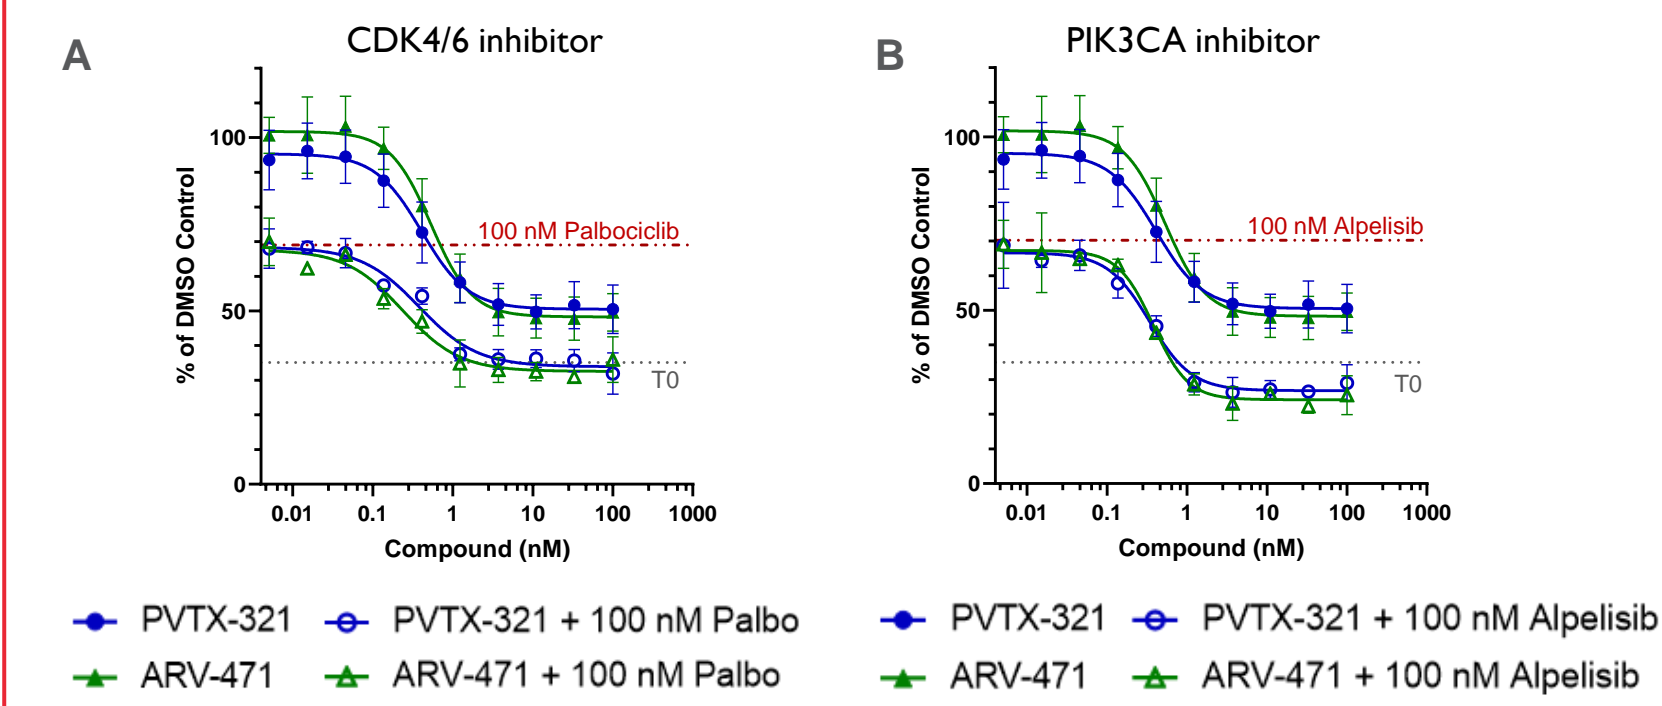 A
CDK4/6 inhibitor
% of DMSO Control
100
50
0
100 nM Palbociclib
T0
0.01 0.1 1 10 100 1000
Compound (nM)
PVTX-321
PVTX-321 + 100 nM Palbo
ARV-471
ARV-471 + 100 nM Palbo
B
PIK3CA inhibitor
% of DMSO Control
100
50
0
100 nM Alpelisib
T0
0.01 0.1 1 10 100 1000
Compound (nM)
PVTX-321
PVTX-321 + 100 nM Alpelisib
ARV-471
ARV-471 + 100 nM Alpelisib